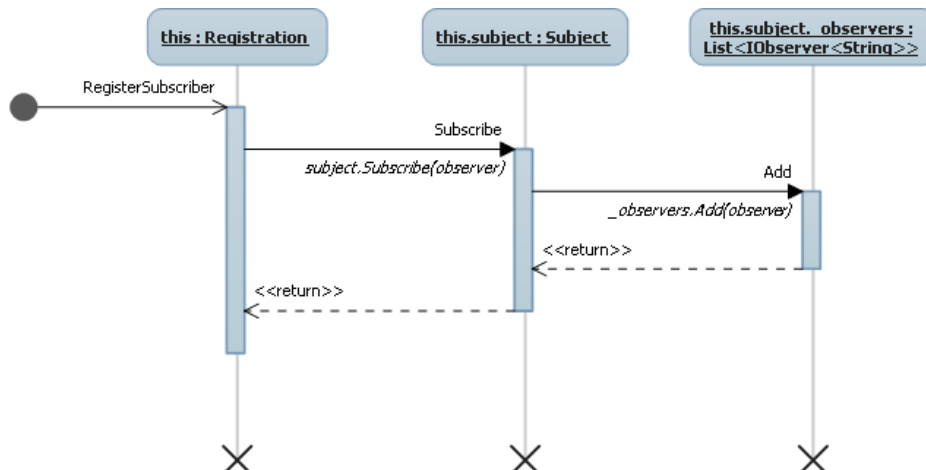 this : Registration
this.subject : Subject
this.subject._observers :
List<IObserver<String>>
RegisterSubscriber
Subscribe
subject.Subscribe(observer)
Add
_observers.Add(observer)
<<return>>
<<return>>